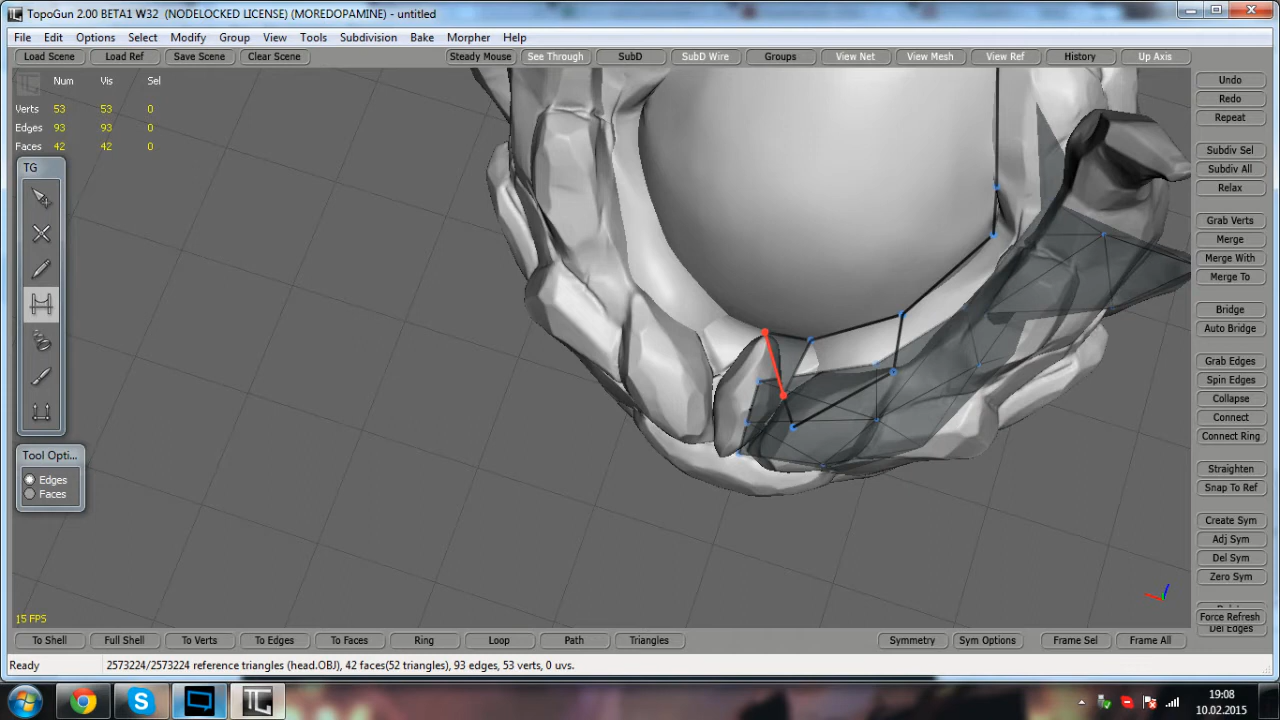 TopoGun 2.00 BETA1 W32 (NODELOCKED LICENSE) (MOREDOPAMINE) - untitled
File Edit Options Select Modify Group View Tools Subdivision Bake Morpher Help
Load Scene Load Ref Save Scene Clear Scene Steady Mouse See Through SubD SubD Wire Groups View Net View Mesh View Ref History Up Axis
Num Vis Sel
Verts 53 53 0
Edges 93 93 0
Faces 42 42 0
TG
Tool Opti...
Edges
Faces
Undo
Redo
Repeat
Subdiv Sel
Subdiv All
Relax
Grab Verts
Merge
Merge With
Merge To
Bridge
Auto Bridge
Grab Edges
Spin Edges
Collapse
Connect
Connect Ring
Straighten
Snap To Ref
Create Sym
Adj Sym
Del Sym
Zero Sym
Force Refresh
Del Edges
15 FPS
To Shell Full Shell To Verts To Edges To Faces Ring Loop Path Triangles Symmetry Sym Options Frame Sel Frame All
Ready 2573224/2573224 reference triangles (head.OBJ), 42 faces(52 triangles), 93 edges, 53 verts, 0 uvs.
19:08
10.02.2015